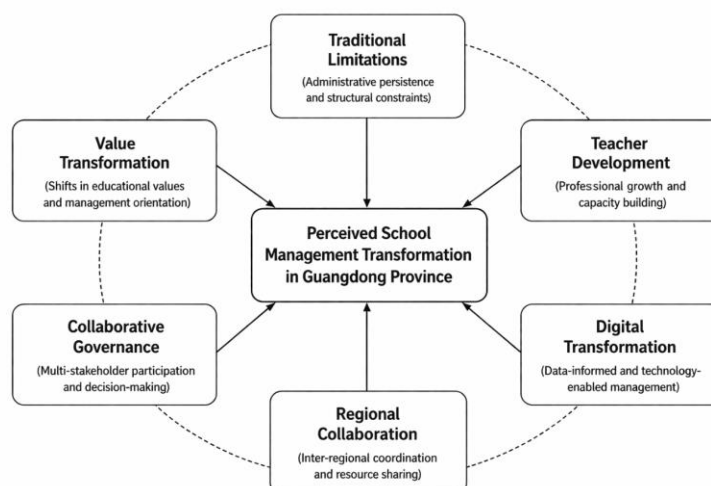 Traditional
Limitations
(Administrative persistence
and structural constraints)
Value
Transformation
(Shifts in educational values
and management orientation)
Teacher
Development
(Professional growth and
capacity building)
Perceived School
Management Transformation
in Guangdong Province
Collaborative
Governance
(Multi-stakeholder participation
and decision-making)
Digital
Transformation
(Data-informed and technology-
enabled management)
Regional
Collaboration
(Inter-regional coordination
and resource sharing)